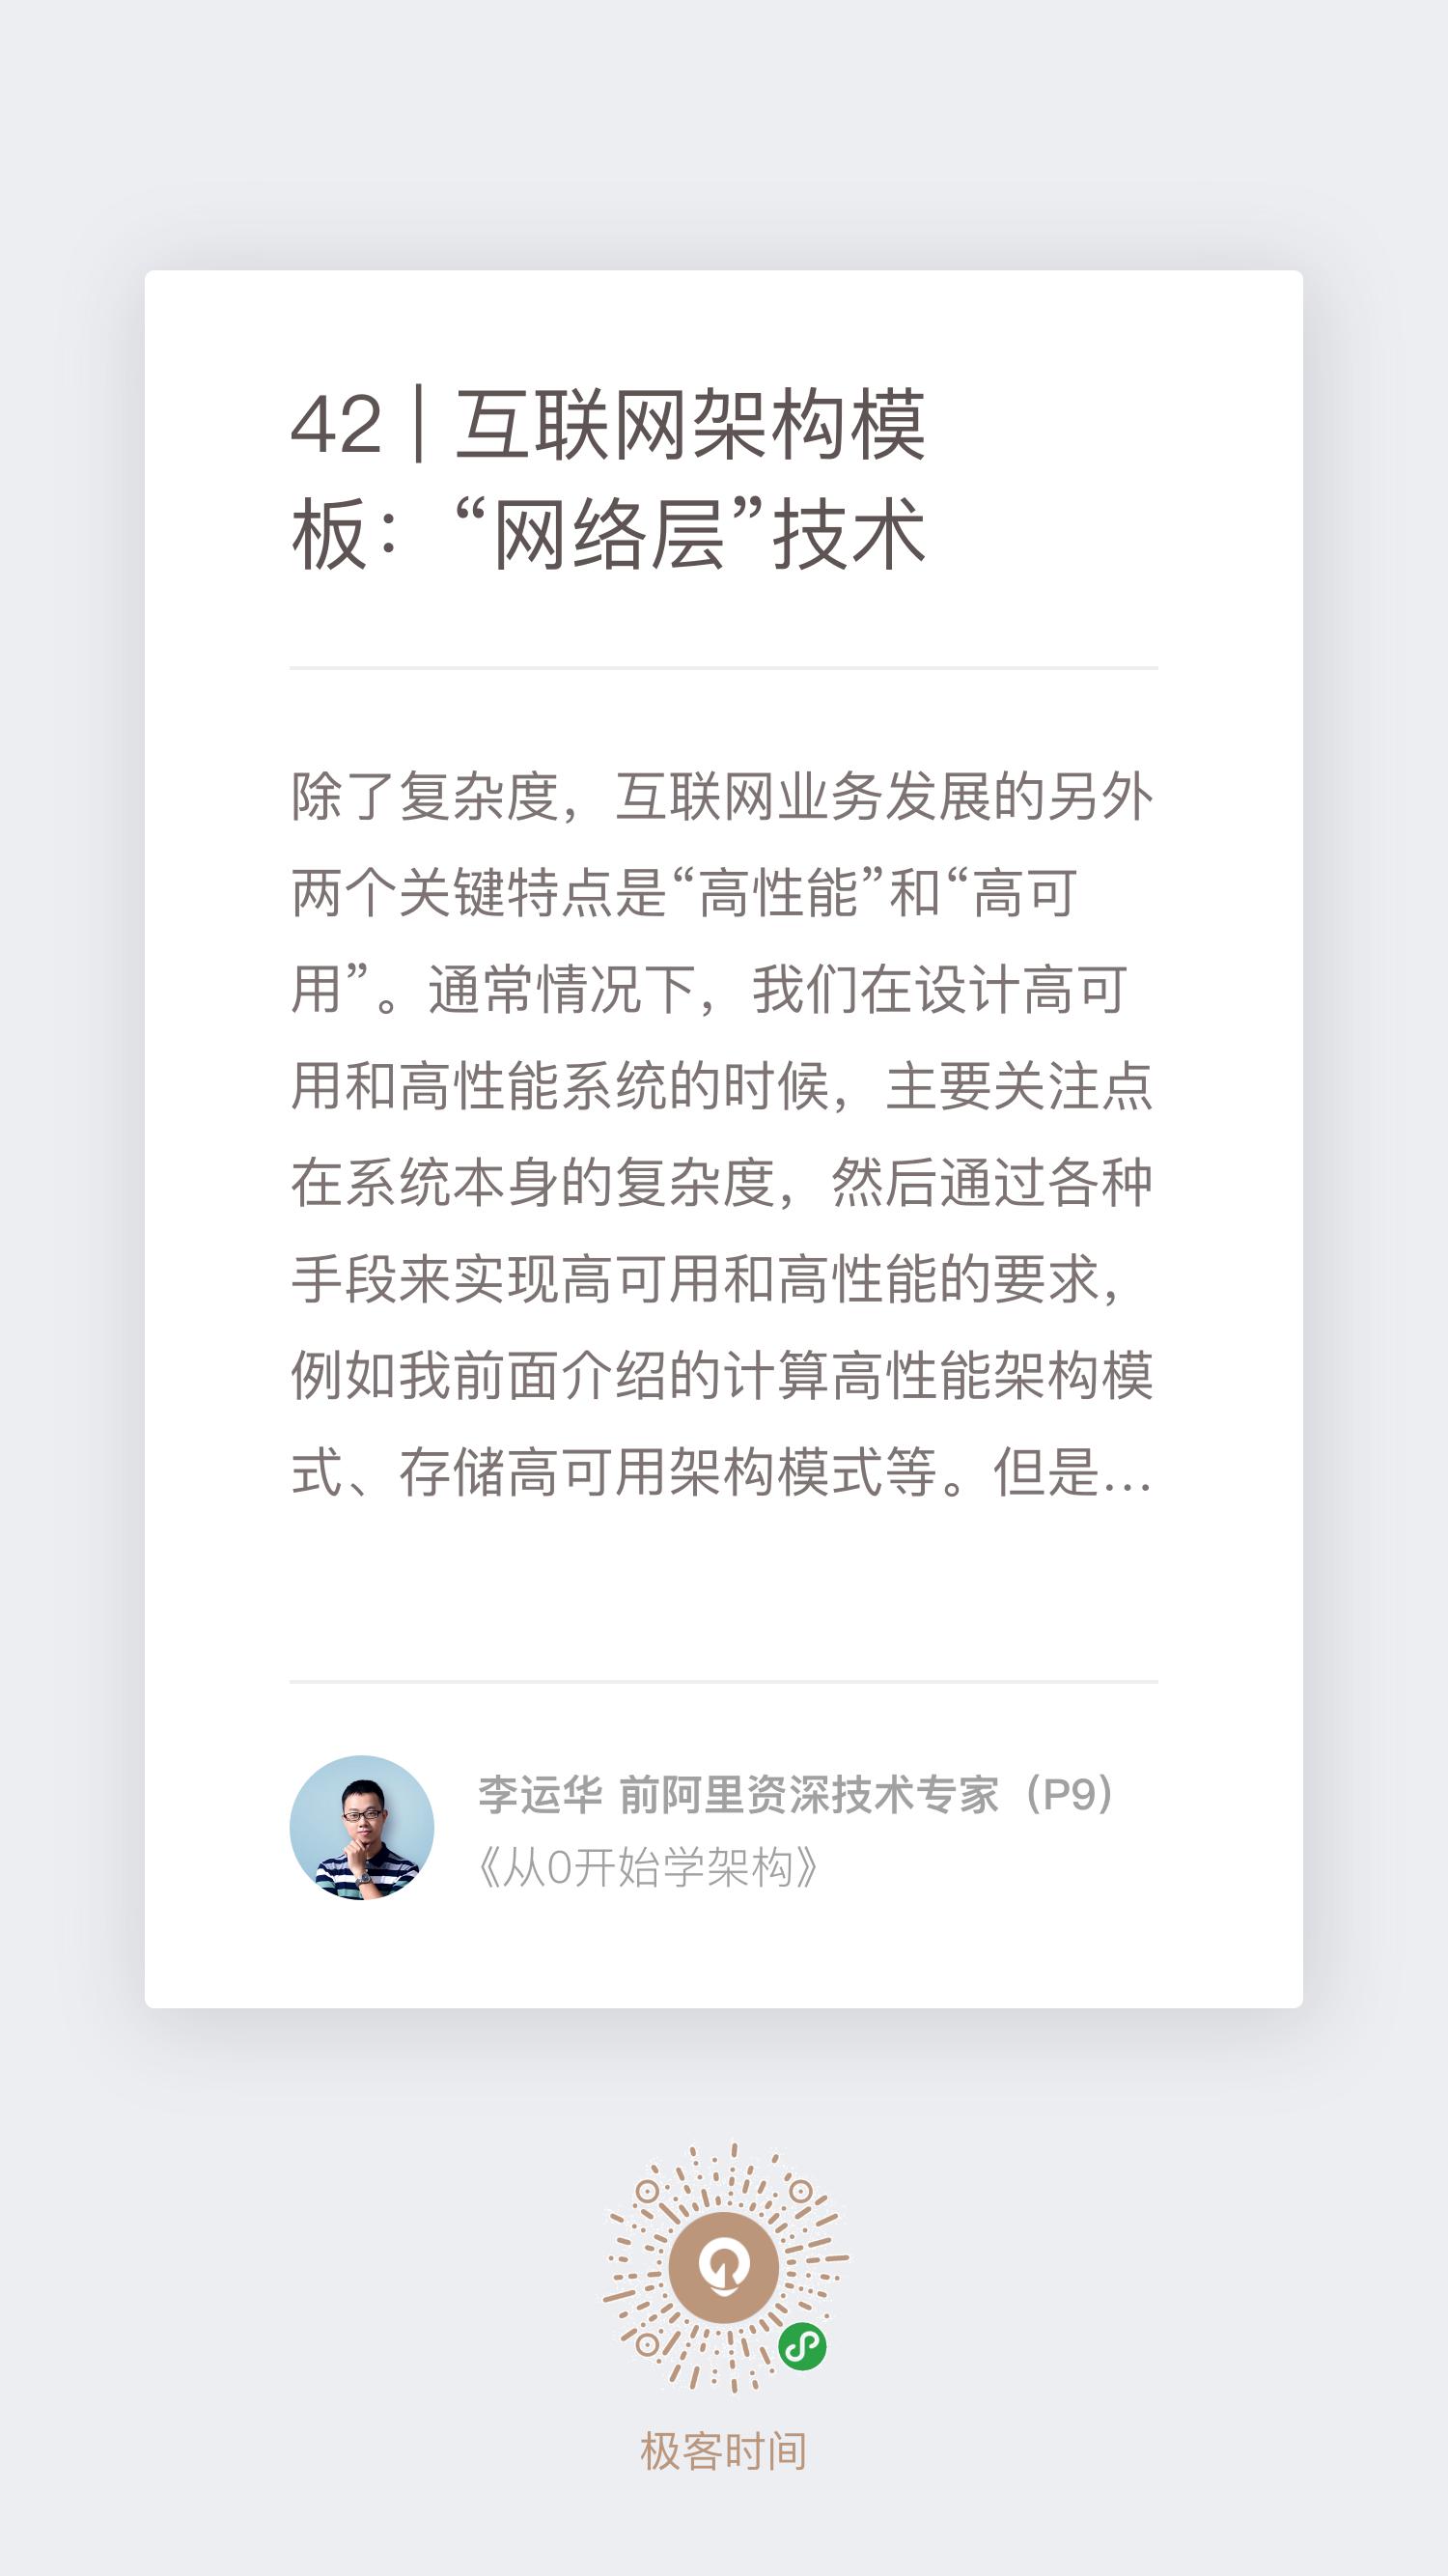 42 | 互联网架构模
板：“网络层”技术
除了复杂度，互联网业务发展的另外
两个关键特点是“高性能”和“高可
用”。通常情况下，我们在设计高可
用和高性能系统的时候，主要关注点
在系统本身的复杂度，然后通过各种
手段来实现高可用和高性能的要求，
例如我前面介绍的计算高性能架构模
式、存储高可用架构模式等。但是...
李运华 前阿里资深技术专家（P9）
《从0开始学架构》
极客时间